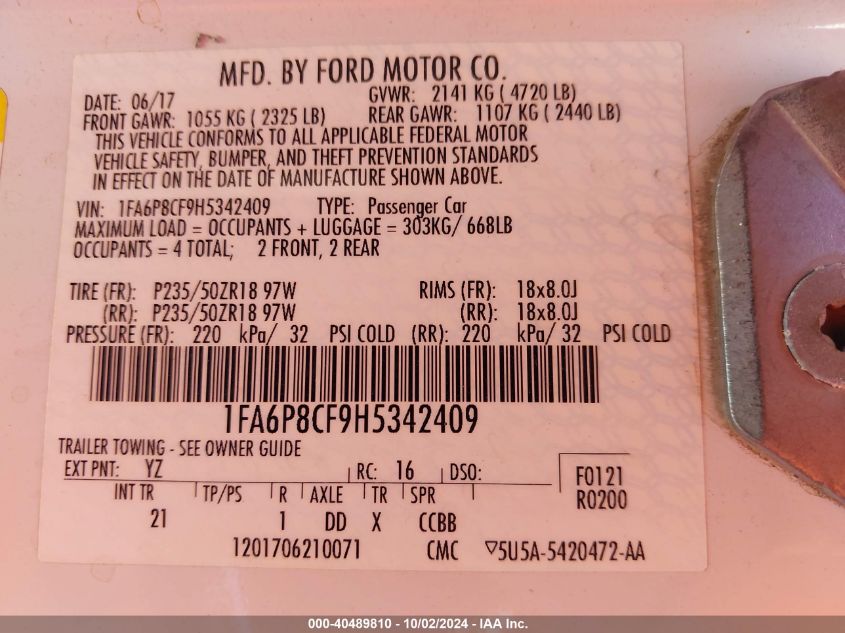 MFD. BY FORD MOTOR CO.
DATE: 06/17 GVWR: 2141 KG ( 4720 LB)
FRONT GAWR: 1055 KG ( 2325 LB) REAR GAWR: 1107 KG ( 2440 LB)
THIS VEHICLE CONFORMS TO ALL APPLICABLE FEDERAL MOTOR
VEHICLE SAFETY, BUMPER, AND THEFT PREVENTION STANDARDS
IN EFFECT ON THE DATE OF MANUFACTURE SHOWN ABOVE.
VIN: 1FA6P8CF9H5342409 TYPE: Passenger Car
MAXIMUM LOAD = OCCUPANTS + LUGGAGE = 303KG/ 668LB
OCCUPANTS = 4 TOTAL; 2 FRONT, 2 REAR
TIRE (FR): P235/50ZR18 97W RIMS (FR): 18x8.0J
(RR): P235/50ZR18 97W (RR): 18x8.0J
PRESSURE (FR): 220 kPa/ 32 PSI COLD (RR): 220 kPa/ 32 PSI COLD
1FA6P8CF9H5342409
TRAILER TOWING - SEE OWNER GUIDE
EXT PNT: YZ RC: 16 DSO: F0121
INT TR TP/PS R AXLE TR SPR R0200
21 1 DD X CCBB
1201706210071 CMC ▽5U5A-5420472-AA
000-40489810 - 10/02/2024 - IAA Inc.